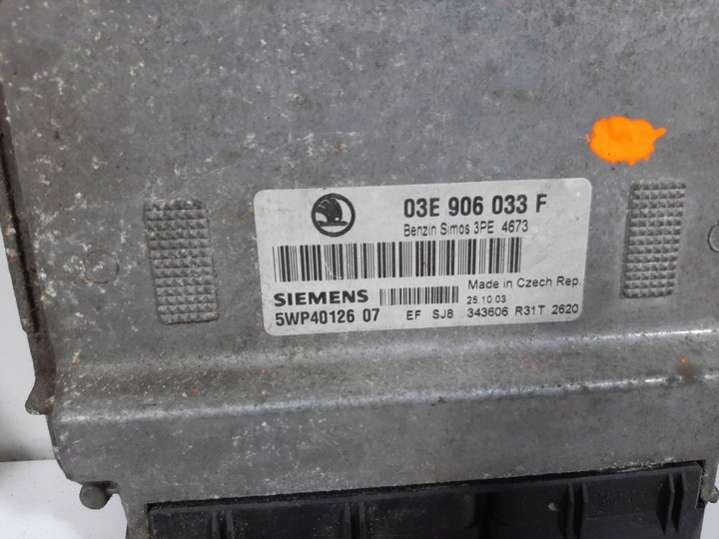 03E 906 033 F
Benzin Simos 3PE 4673
Made in Czech Rep.
SIEMENS 25.10.03
5WP40126 07 EF SJ8 343606 R31T 2620